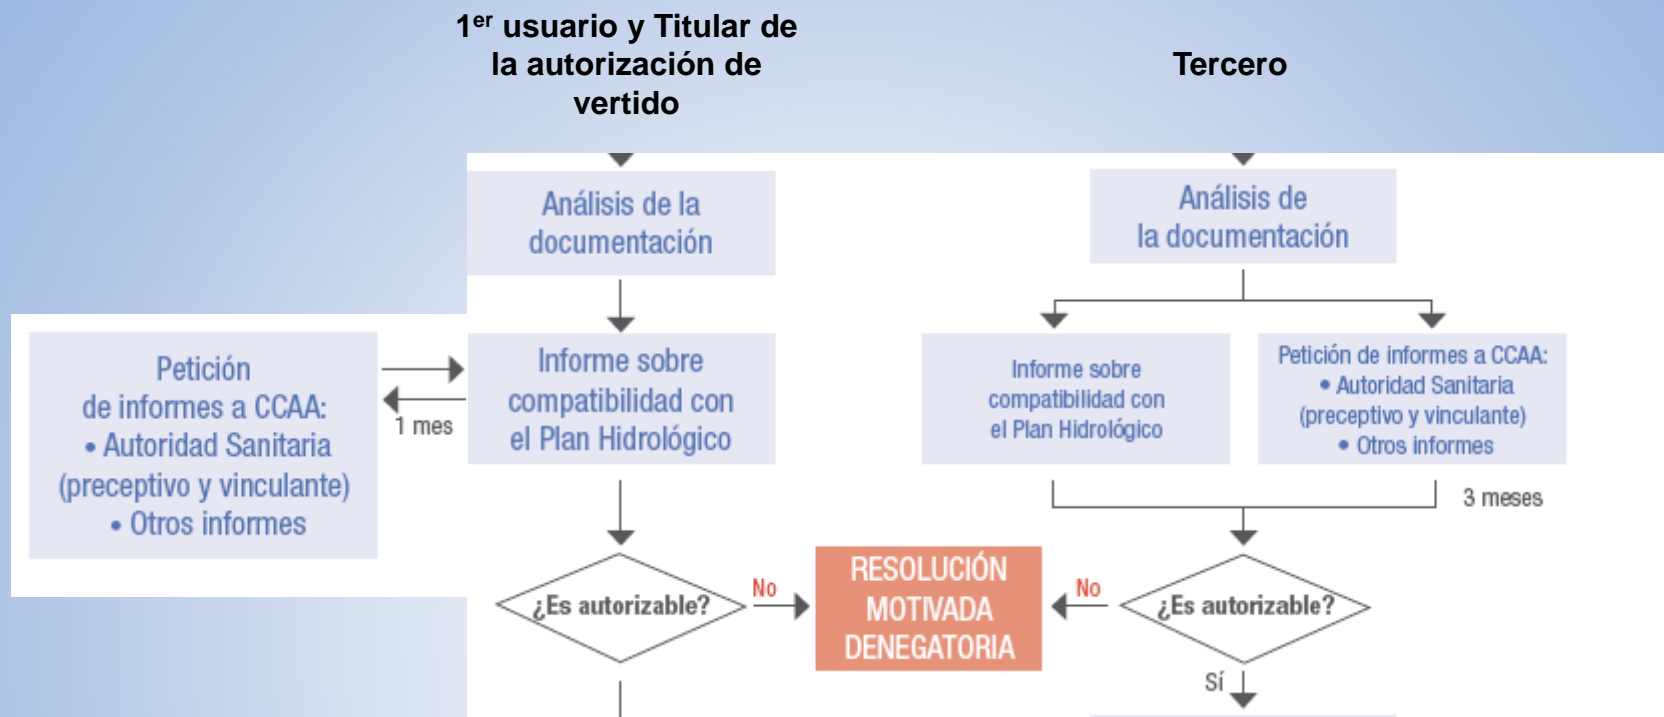 1er usuario y Titular de
la autorización de
vertido
Tercero
Análisis de la
documentación
Análisis de
la documentación
Petición
de informes a CCAA:
• Autoridad Sanitaria
(preceptivo y vinculante)
• Otros informes
1 mes
Informe sobre
compatibilidad con
el Plan Hidrológico
Informe sobre
compatibilidad con
el Plan Hidrológico
Petición de informes a CCAA:
• Autoridad Sanitaria
(preceptivo y vinculante)
• Otros informes
3 meses
¿Es autorizable?
No
RESOLUCIÓN
MOTIVADA
DENEGATORIA
No
¿Es autorizable?
Sí